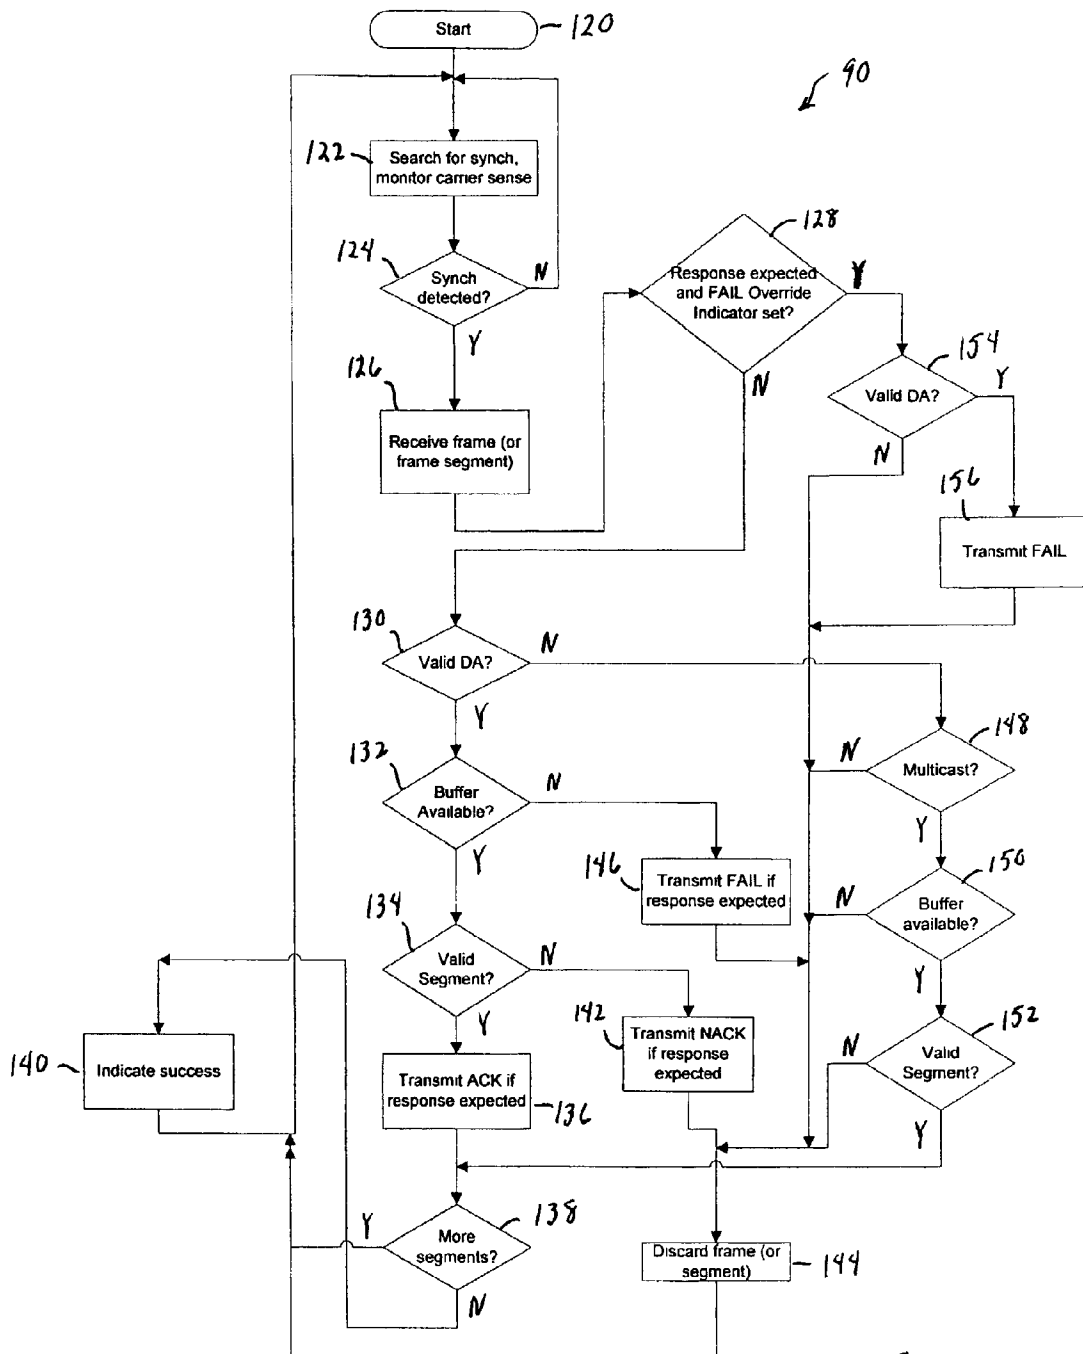 Start
120
90
122
Search for synch,
monitor carrier sense
128
124
Synch
detected?
N
Response expected
and FAIL Override
Indicator set?
Y
Y
154
Valid DA?
Y
126
N
N
Receive frame (or
frame segment)
156
Transmit FAIL
130
Valid DA?
N
Y
148
132
N
Multicast?
Buffer
Available?
N
Y
Y
146
Transmit FAIL if
response expected
150
N
Buffer
available?
134
Valid
Segment?
N
Y
Y
142
Transmit NACK
if response
expected
152
N
Valid
Segment?
140
Indicate success
Transmit ACK if
response expected
136
Y
Y
138
More
segments?
Discard frame (or
segment)
144
N